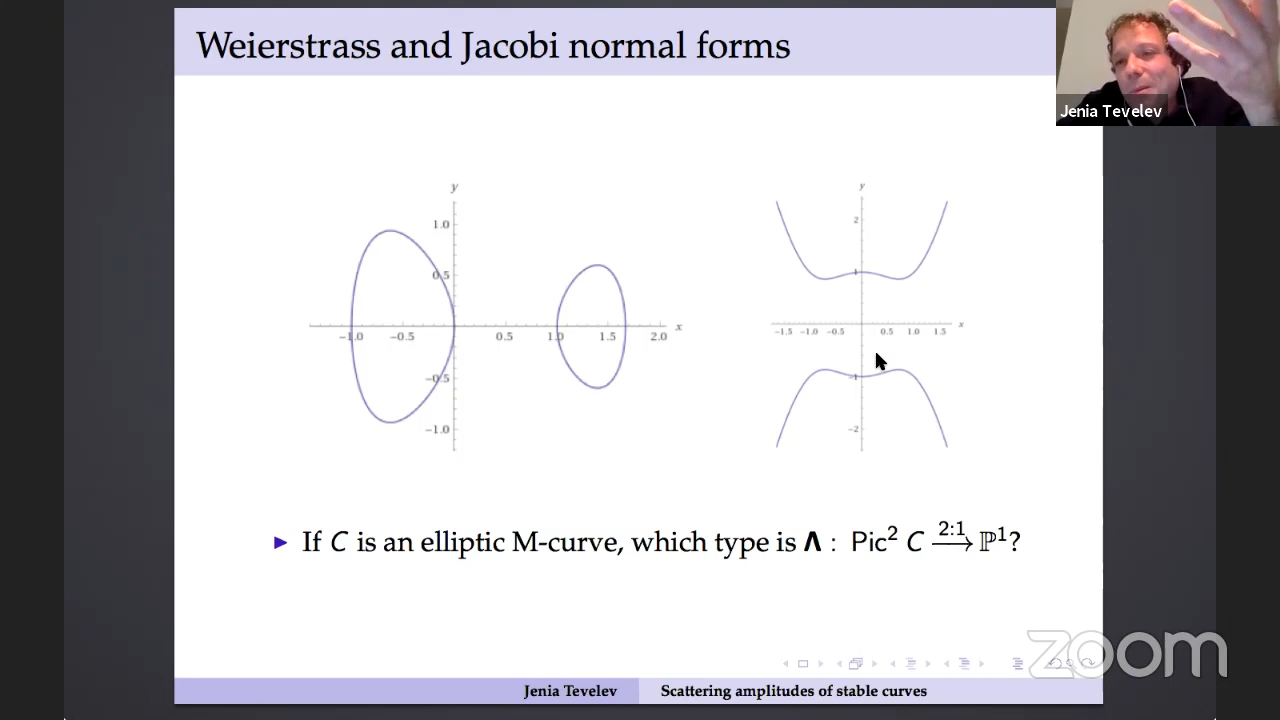 Weierstrass and Jacobi normal forms
Jenia Tevelev
y
1.0
0.5
−1.0 −0.5 0.5 1.0 1.5 2.0 x
−0.5
−1.0
y
2
1
−1.5 −1.0 −0.5 0.5 1.0 1.5 x
−1
−2
▶ If C is an elliptic M-curve, which type is Λ : Pic² C 2:1⟶ ℙ¹?
zoom
Jenia Tevelev Scattering amplitudes of stable curves